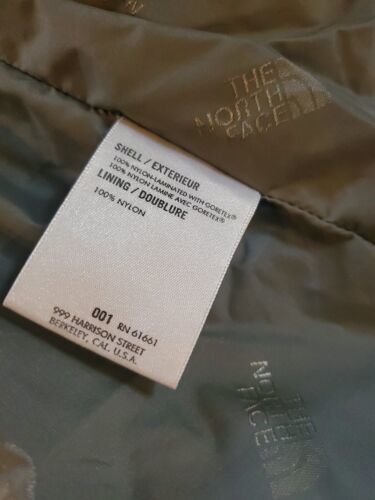 THE
NORTH
FACE
SHELL / EXTERIEUR
100% NYLON-LAMINATED WITH GORETEX®
100% NYLON LAMINE AVEC GORETEX®
LINING / DOUBLURE
100% NYLON
001 RN 61661
999 HARRISON STREET
BERKELEY, CAL. U.S.A.
THE
NORTH
FACE